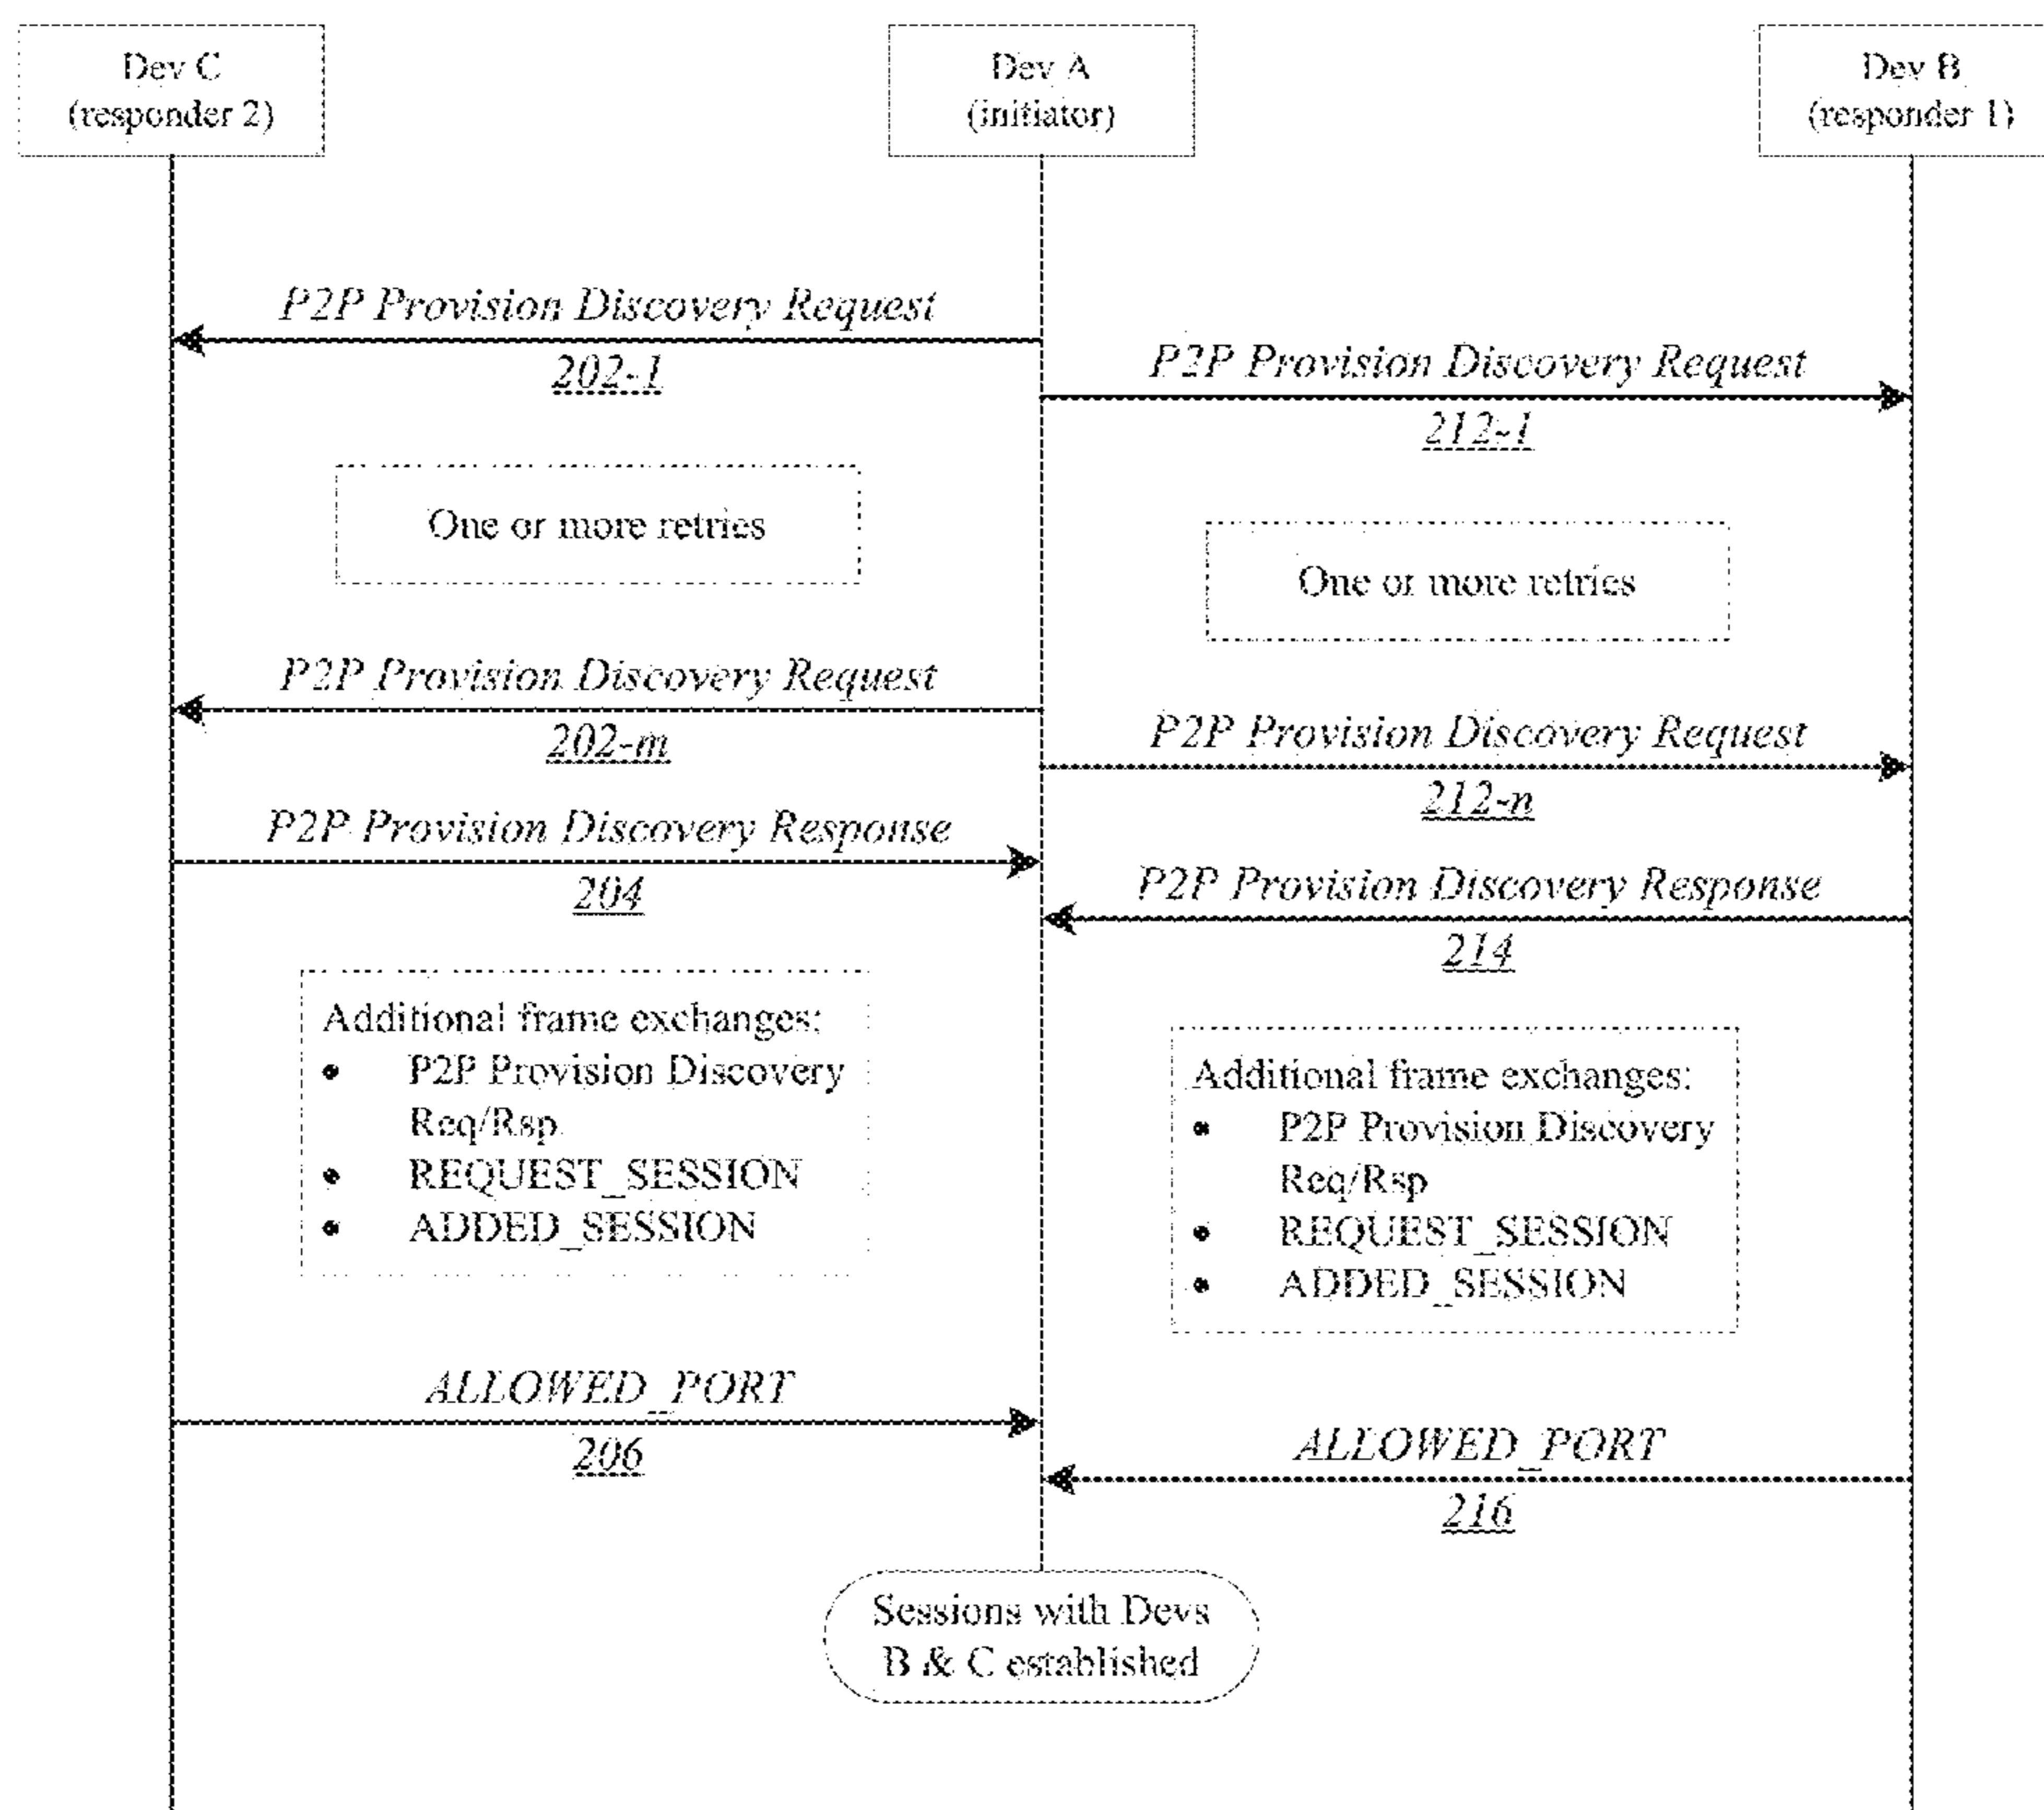 Dev C
(responder 2)
Dev A
(initiator)
Dev B
(responder 1)
P2P Provision Discovery Request
202-1
P2P Provision Discovery Request
212-1
One or more retries
One or more retries
P2P Provision Discovery Request
202-m
P2P Provision Discovery Request
212-n
P2P Provision Discovery Response
204
P2P Provision Discovery Response
214
Additional frame exchanges:
• P2P Provision Discovery
Req/Rsp
• REQUEST_SESSION
• ADDED_SESSION
Additional frame exchanges:
• P2P Provision Discovery
Req/Rsp
• REQUEST_SESSION
• ADDED_SESSION
ALLOWED_PORT
206
ALLOWED_PORT
216
Sessions with Devs
B & C established